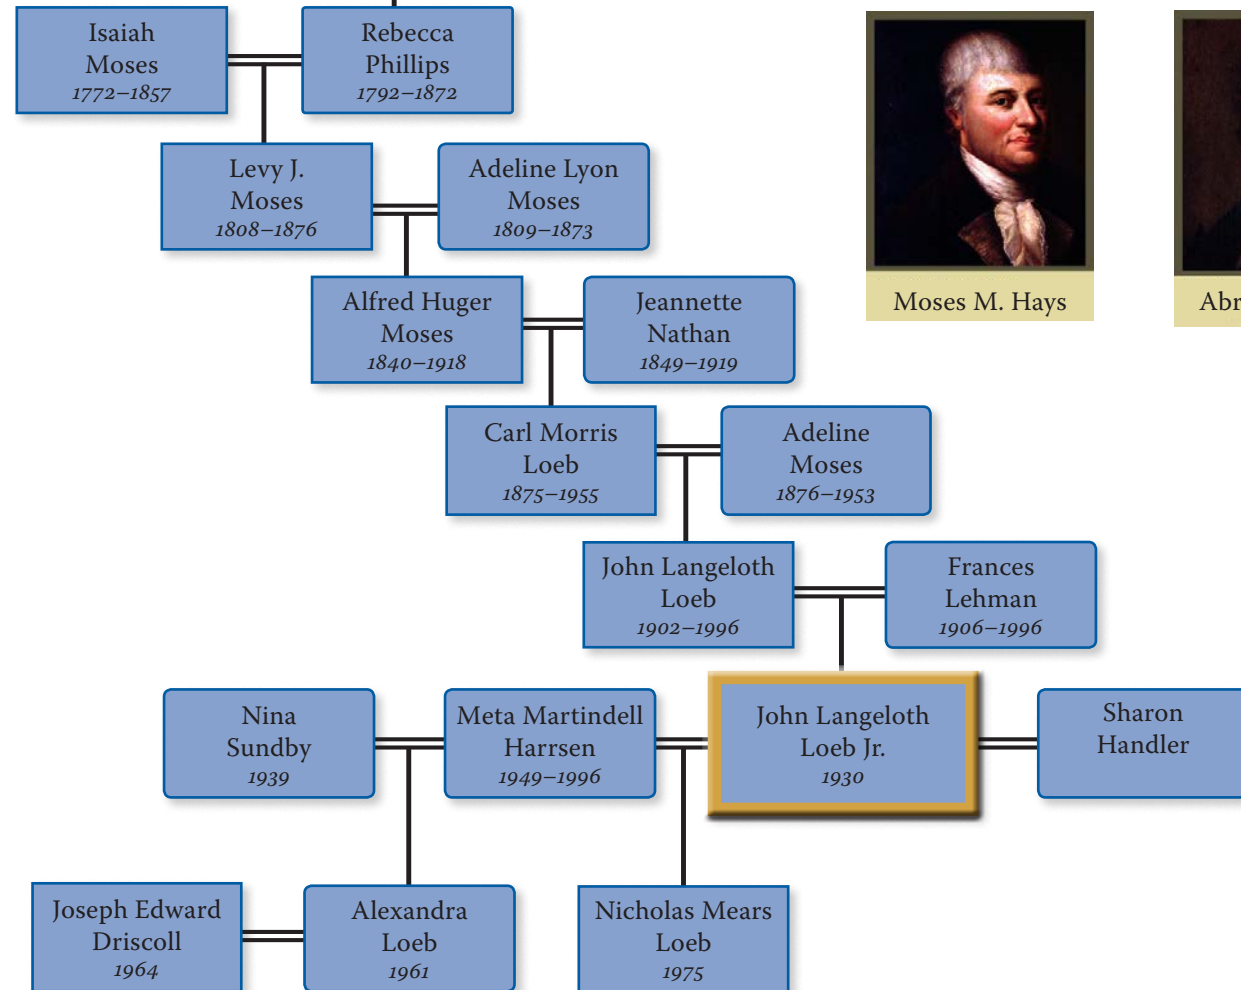 Isaiah
Moses
1772–1857
Rebecca
Phillips
1792–1872
Levy J.
Moses
1808–1876
Adeline Lyon
Moses
1809–1873
Moses M. Hays
Abr
Alfred Huger
Moses
1840–1918
Jeannette
Nathan
1849–1919
Carl Morris
Loeb
1875–1955
Adeline
Moses
1876–1953
John Langeloth
Loeb
1902–1996
Frances
Lehman
1906–1996
Nina
Sundby
1939
Meta Martindell
Harrsen
1949–1996
John Langeloth
Loeb Jr.
1930
Sharon
Handler
Joseph Edward
Driscoll
1964
Alexandra
Loeb
1961
Nicholas Mears
Loeb
1975